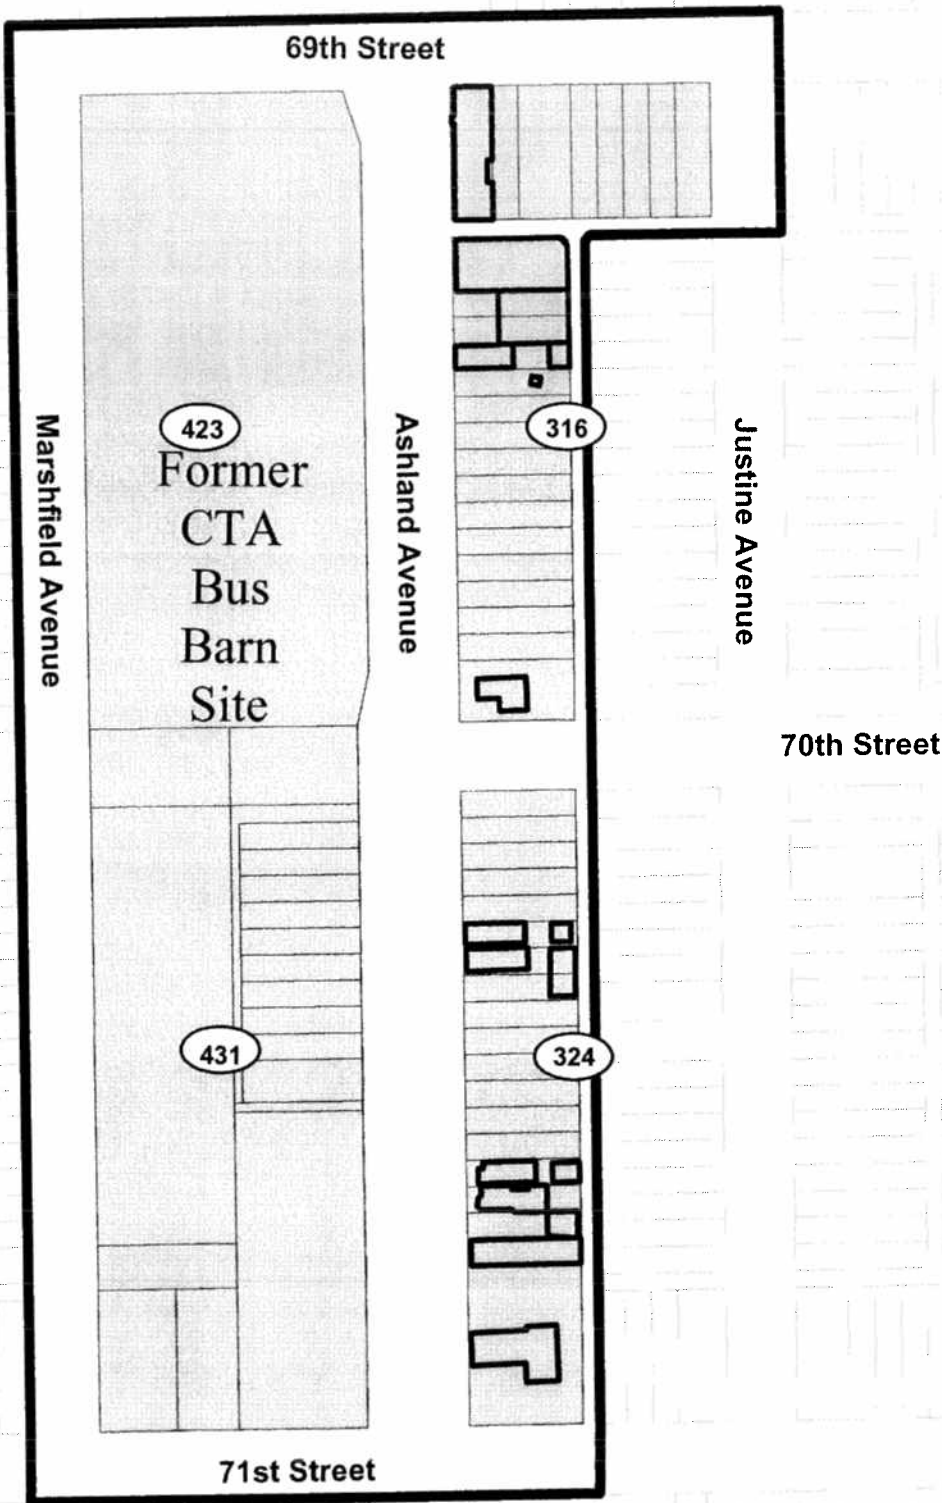 69th Street
423
Former
CTA
Bus
Barn
Site
316
Marshfield Avenue
Ashland Avenue
Justine Avenue
70th Street
431
324
71st Street